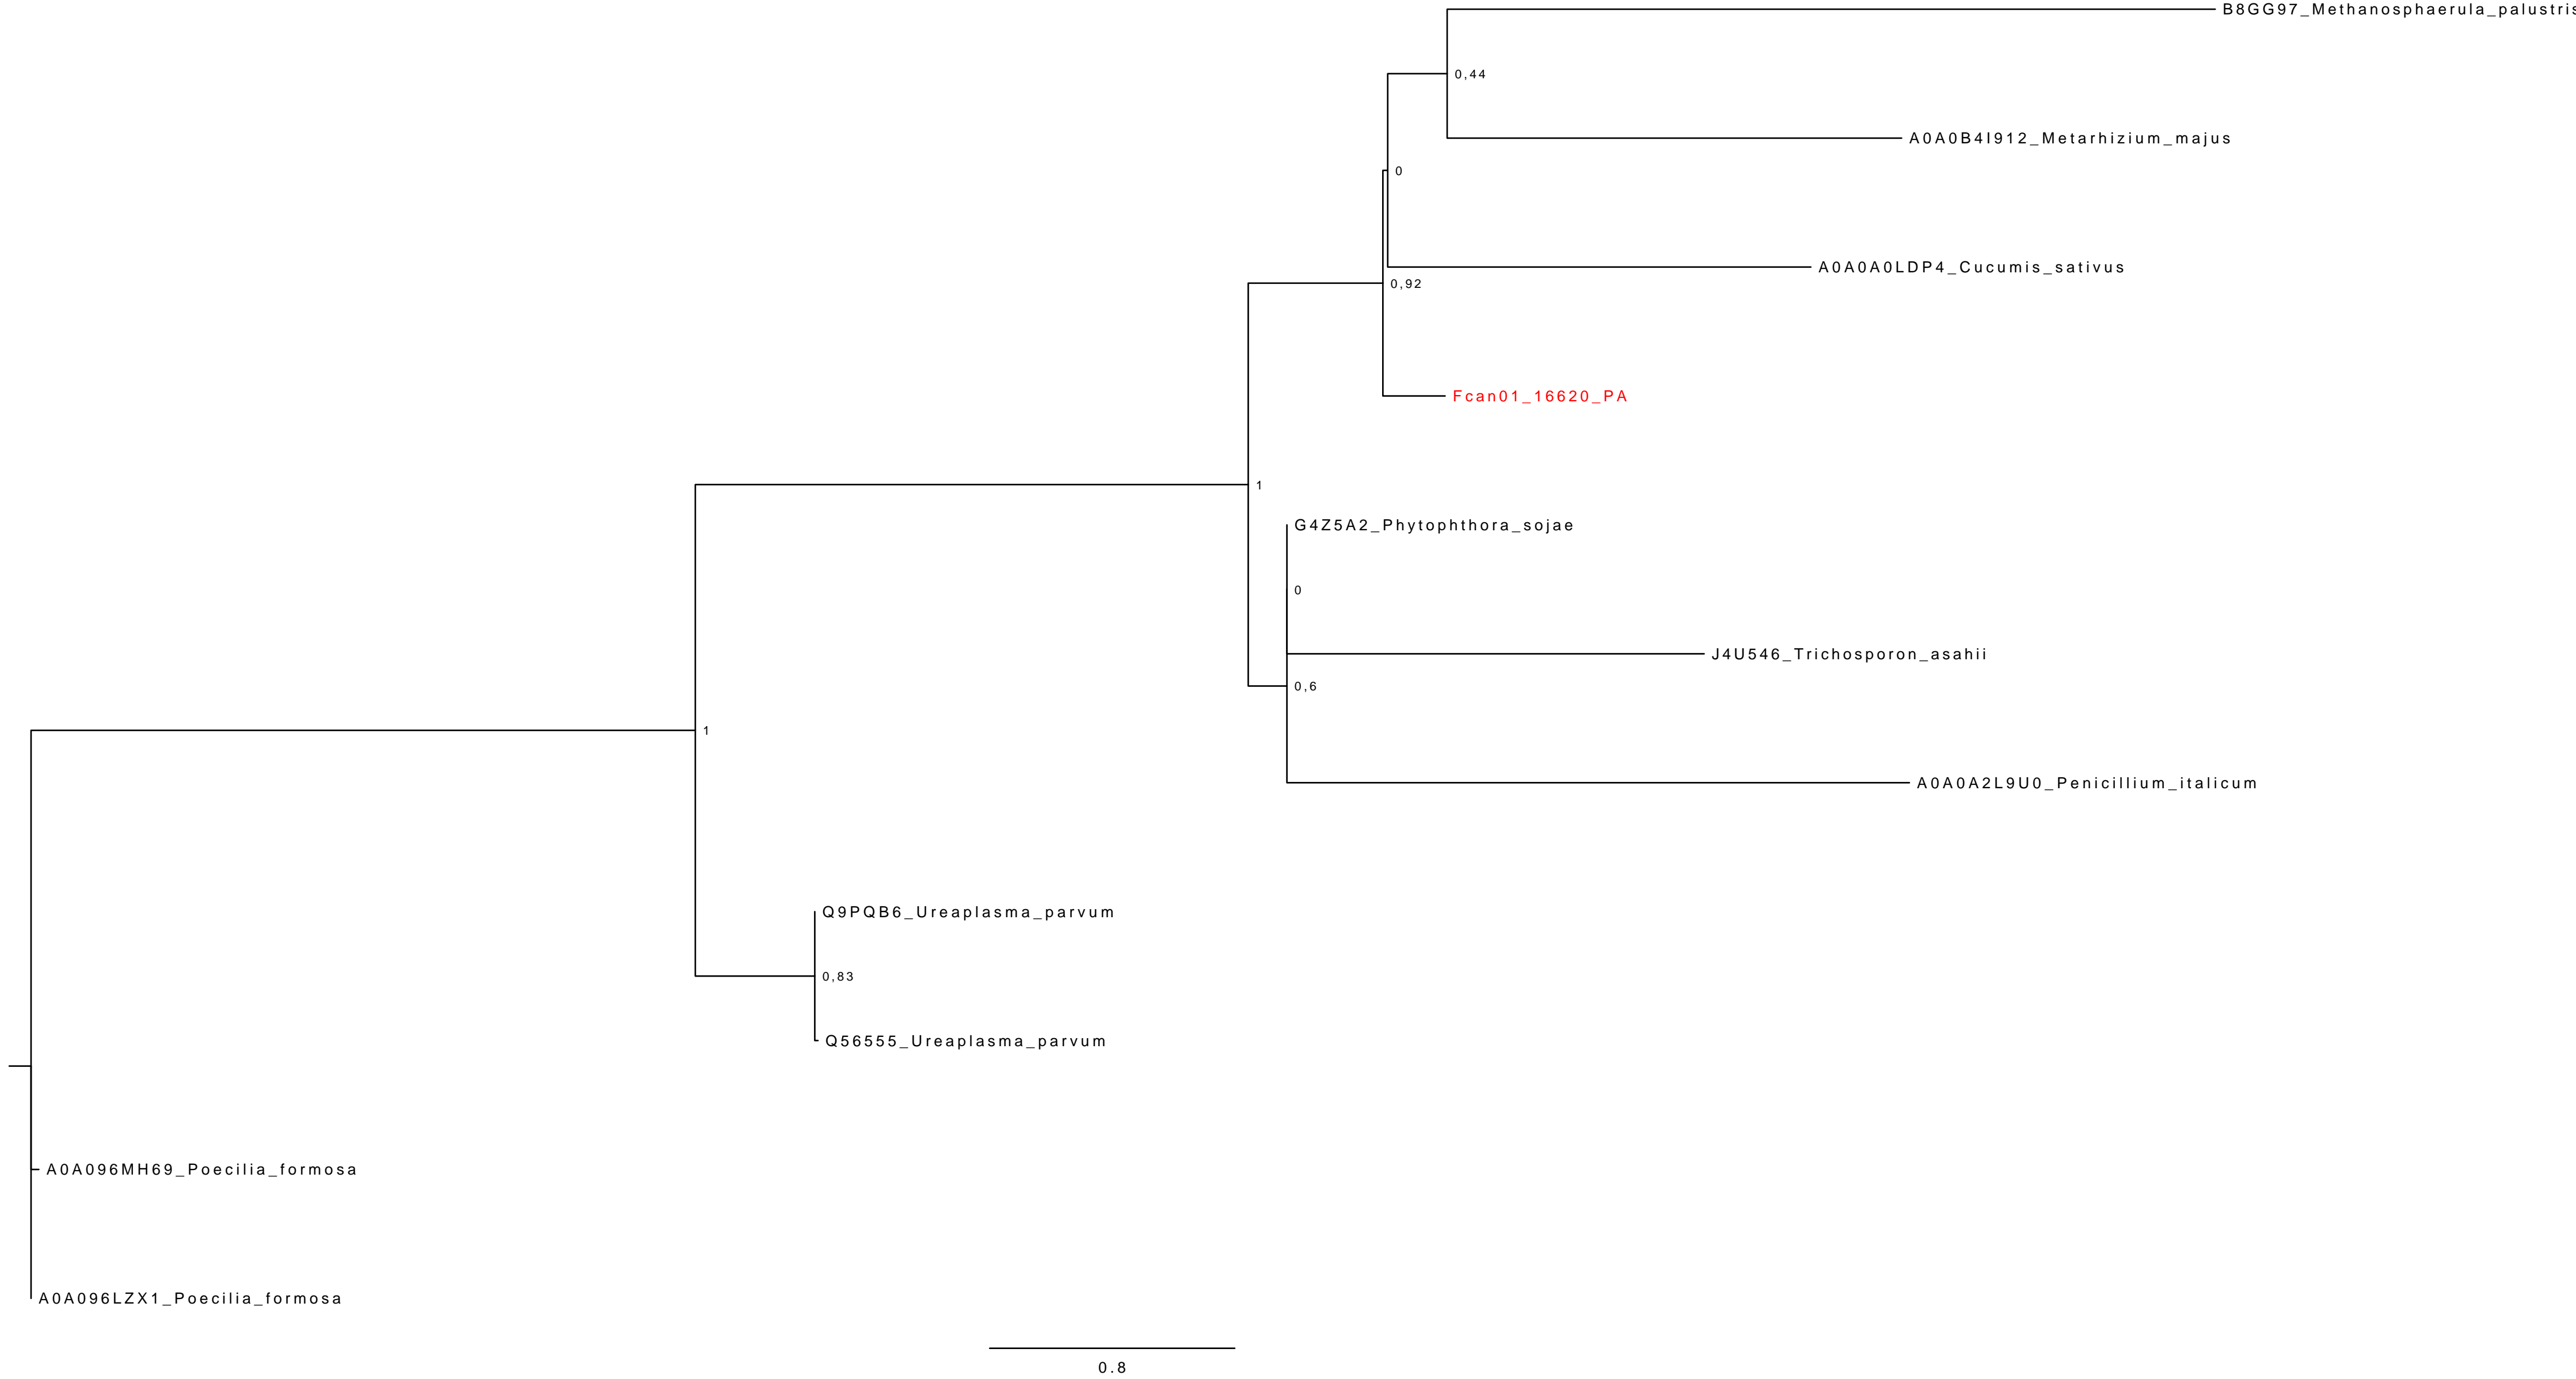 B8GG97_Methanosphaerula_palustris
0,44
A0A0B4I912_Metarhizium_majus
0
A0A0A0LDP4_Cucumis_sativus
0,92
Fcan01_16620_PA
1
G4Z5A2_Phytophthora_sojae
0
J4U546_Trichosporon_asahii
0,6
1
A0A0A2L9U0_Penicillium_italicum
Q9PQB6_Ureaplasma_parvum
0,83
Q56555_Ureaplasma_parvum
A0A096MH69_Poecilia_formosa
A0A096LZX1_Poecilia_formosa
0.8